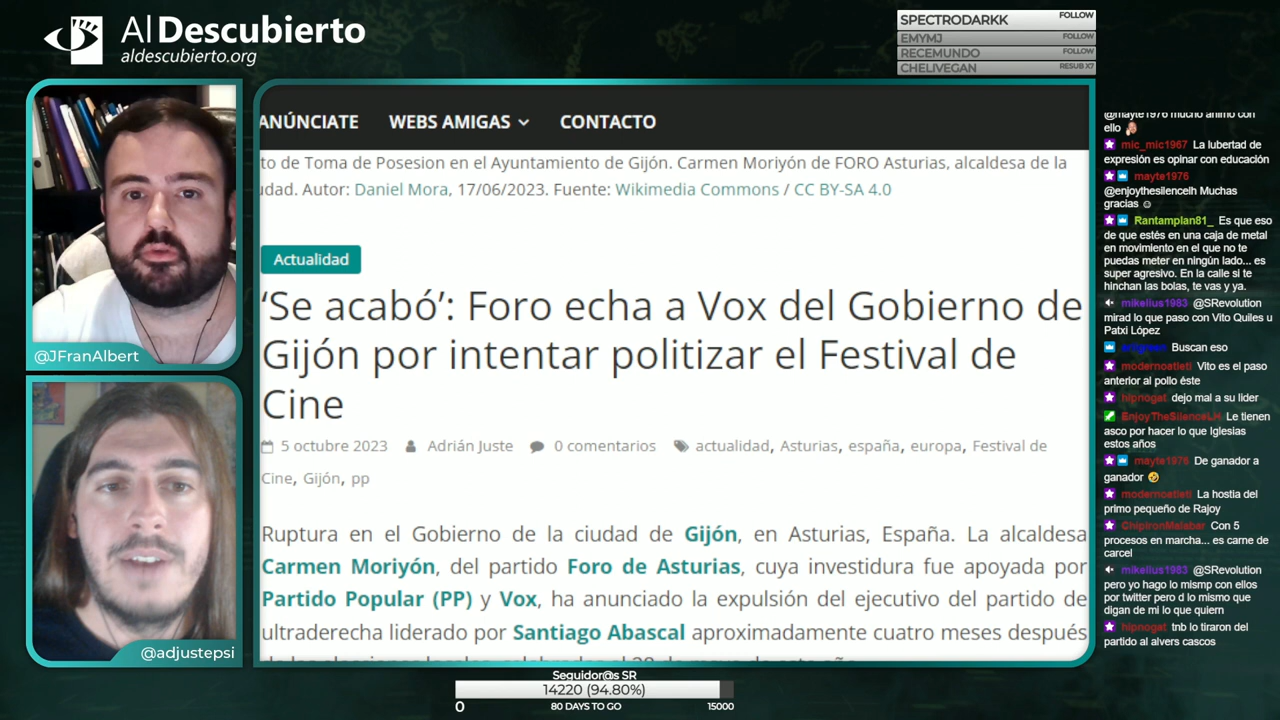 Al Descubierto
aldescubierto.org
SPECTRODARKK FOLLOW
EMYMJ FOLLOW
RECEMUNDO FOLLOW
CHELIVEGAN RESUB X7
@JFranAlbert
@adjustepsi
ANÚNCIATE WEBS AMIGAS CONTACTO
to de Toma de Posesion en el Ayuntamiento de Gijón. Carmen Moriyón de FORO Asturias, alcaldesa de la
udad. Autor: Daniel Mora, 17/06/2023. Fuente: Wikimedia Commons / CC BY-SA 4.0
Actualidad
‘Se acabó’: Foro echa a Vox del Gobierno de
Gijón por intentar politizar el Festival de
Cine
5 octubre 2023 Adrián Juste 0 comentarios actualidad, Asturias, españa, europa, Festival de
Cine, Gijón, pp
Ruptura en el Gobierno de la ciudad de Gijón, en Asturias, España. La alcaldesa
Carmen Moriyón, del partido Foro de Asturias, cuya investidura fue apoyada por
Partido Popular (PP) y Vox, ha anunciado la expulsión del ejecutivo del partido de
ultraderecha liderado por Santiago Abascal aproximadamente cuatro meses después
@mayte1976 mucho animo con
ello
mic_mic1967 La lubertad de
expresión es opinar con educación
mayte1976
@enjoythesilencelh Muchas
gracias
Rantamplan81_ Es que eso
de que estés en una caja de metal
en movimiento en el que no te
puedas meter en ningún lado... es
super agresivo. En la calle si te
hinchan las bolas, te vas y ya.
mikelius1983 @SRevolution
mirad lo que paso con Vito Quiles u
Patxi López
Buscan eso
modernoatleti Vito es el paso
anterior al pollo éste
hipnogat dejo mal a su lider
EnjoyTheSilenceLH Le tienen
asco por hacer lo que Iglesias
estos años
mayte1976 De ganador a
ganador
modernoatleti La hostia del
primo pequeño de Rajoy
ChipironMalabar Con 5
procesos en marcha... es carne de
carcel
mikelius1983 @SRevolution
pero yo hago lo mismp con ellos
por twitter pero d lo mismo que
digan de mi lo que quiern
hipnogat tnb lo tiraron del
partido al alvers cascos
Seguidor@s SR
14220 (94.80%)
0 80 DAYS TO GO 15000